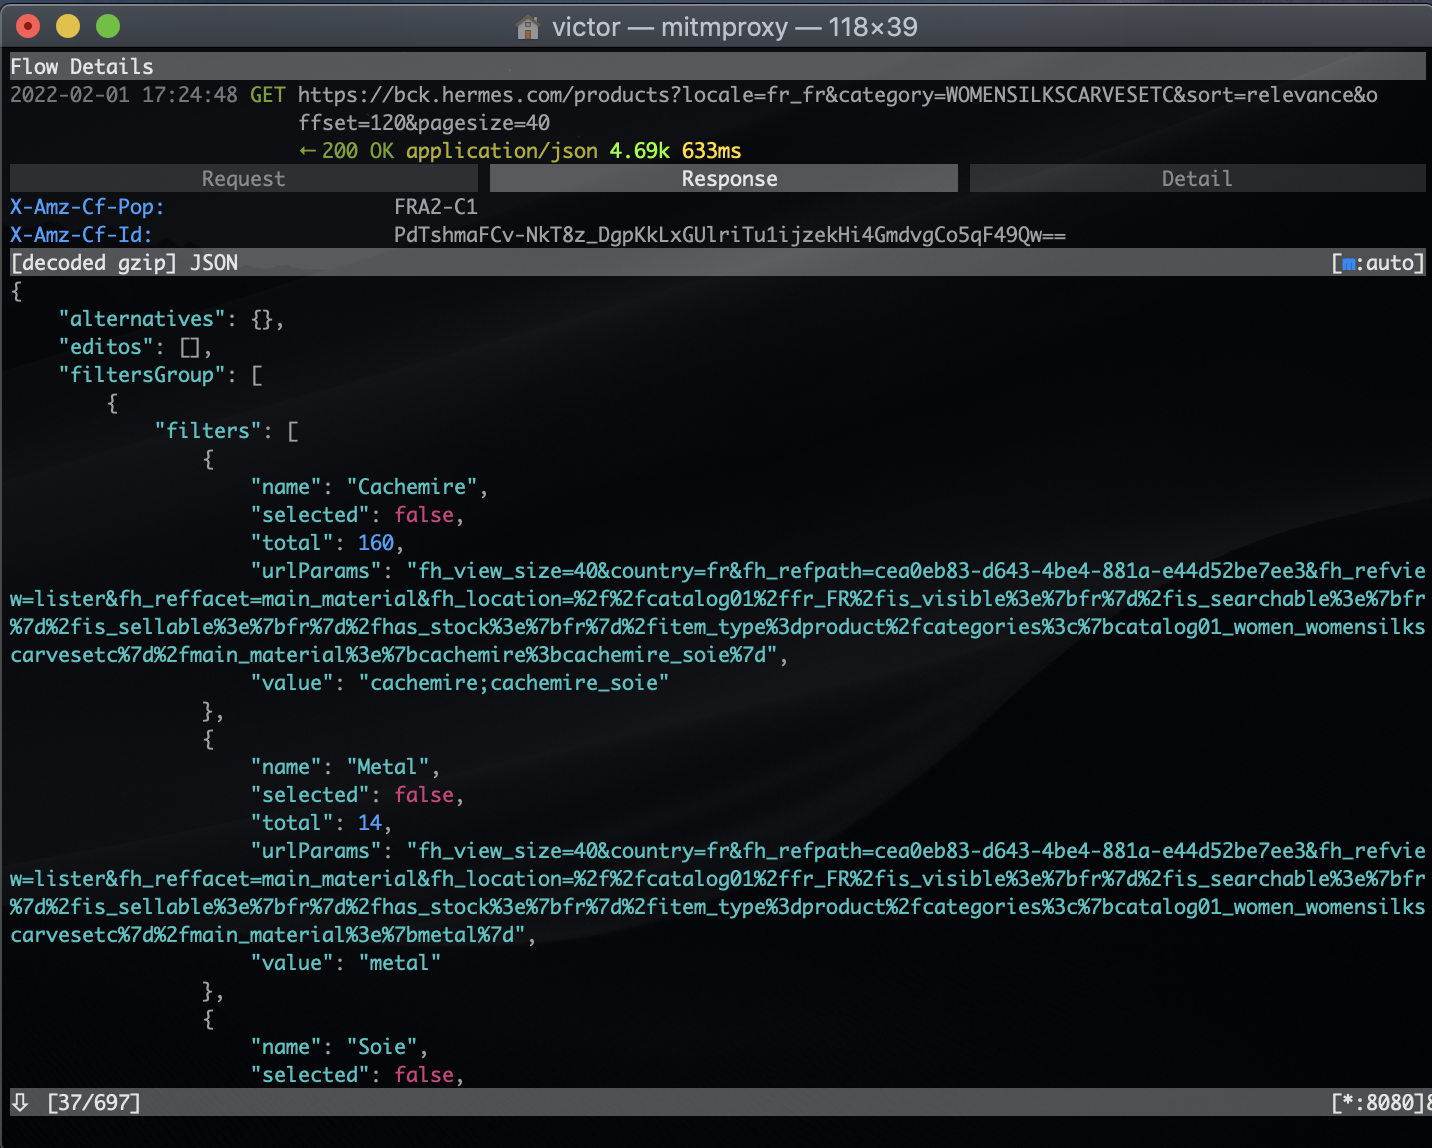 victor — mitmproxy — 118×39
Flow Details
2022-02-01 17:24:48 GET https://bck.hermes.com/products?locale=fr_fr&category=WOMENSILKSCARVESETC&sort=relevance&o
ffset=120&pagesize=40
← 200 OK application/json 4.69k 633ms
Request Response Detail
X-Amz-Cf-Pop: FRA2-C1
X-Amz-Cf-Id: PdTshmaFCv-NkT8z_DgpKkLxGUlriTu1ijzekHi4GmdvgCo5qF49Qw==
[decoded gzip] JSON [m:auto]
{
"alternatives": {},
"editos": [],
"filtersGroup": [
{
"filters": [
{
"name": "Cachemire",
"selected": false,
"total": 160,
"urlParams": "fh_view_size=40&country=fr&fh_refpath=cea0eb83-d643-4be4-881a-e44d52be7ee3&fh_refvie
w=lister&fh_reffacet=main_material&fh_location=%2f%2fcatalog01%2ffr_FR%2fis_visible%3e%7bfr%7d%2fis_searchable%3e%7bfr
%7d%2fis_sellable%3e%7bfr%7d%2fhas_stock%3e%7bfr%7d%2fitem_type%3dproduct%2fcategories%3c%7bcatalog01_women_womensilks
carvesetc%7d%2fmain_material%3e%7bcachemire%3bcachemire_soie%7d",
"value": "cachemire;cachemire_soie"
},
{
"name": "Metal",
"selected": false,
"total": 14,
"urlParams": "fh_view_size=40&country=fr&fh_refpath=cea0eb83-d643-4be4-881a-e44d52be7ee3&fh_refvie
w=lister&fh_reffacet=main_material&fh_location=%2f%2fcatalog01%2ffr_FR%2fis_visible%3e%7bfr%7d%2fis_searchable%3e%7bfr
%7d%2fis_sellable%3e%7bfr%7d%2fhas_stock%3e%7bfr%7d%2fitem_type%3dproduct%2fcategories%3c%7bcatalog01_women_womensilks
carvesetc%7d%2fmain_material%3e%7bmetal%7d",
"value": "metal"
},
{
"name": "Soie",
"selected": false,
⇩ [37/697] [*:8080]8